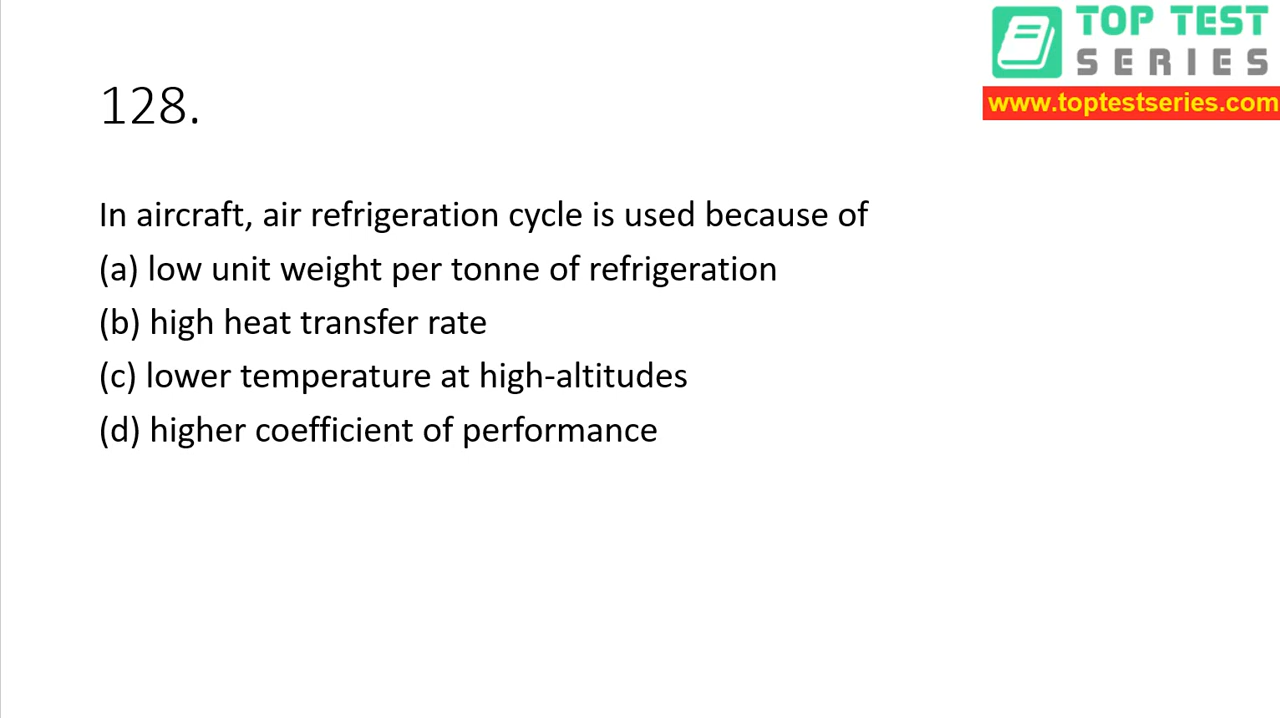 TOP TEST
SERIES
www.toptestseries.com
128.
In aircraft, air refrigeration cycle is used because of
(a) low unit weight per tonne of refrigeration
(b) high heat transfer rate
(c) lower temperature at high-altitudes
(d) higher coefficient of performance